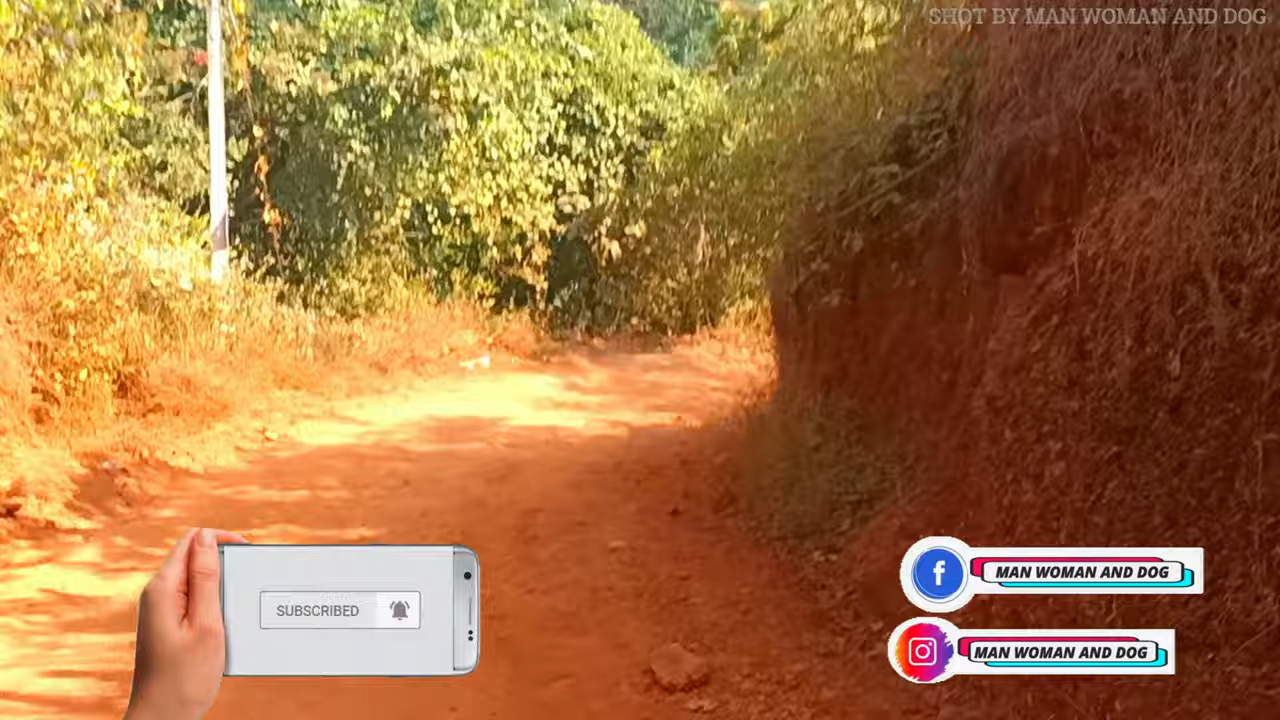 SHOT BY MAN WOMAN AND DOG
SUBSCRIBED
f MAN WOMAN AND DOG
MAN WOMAN AND DOG